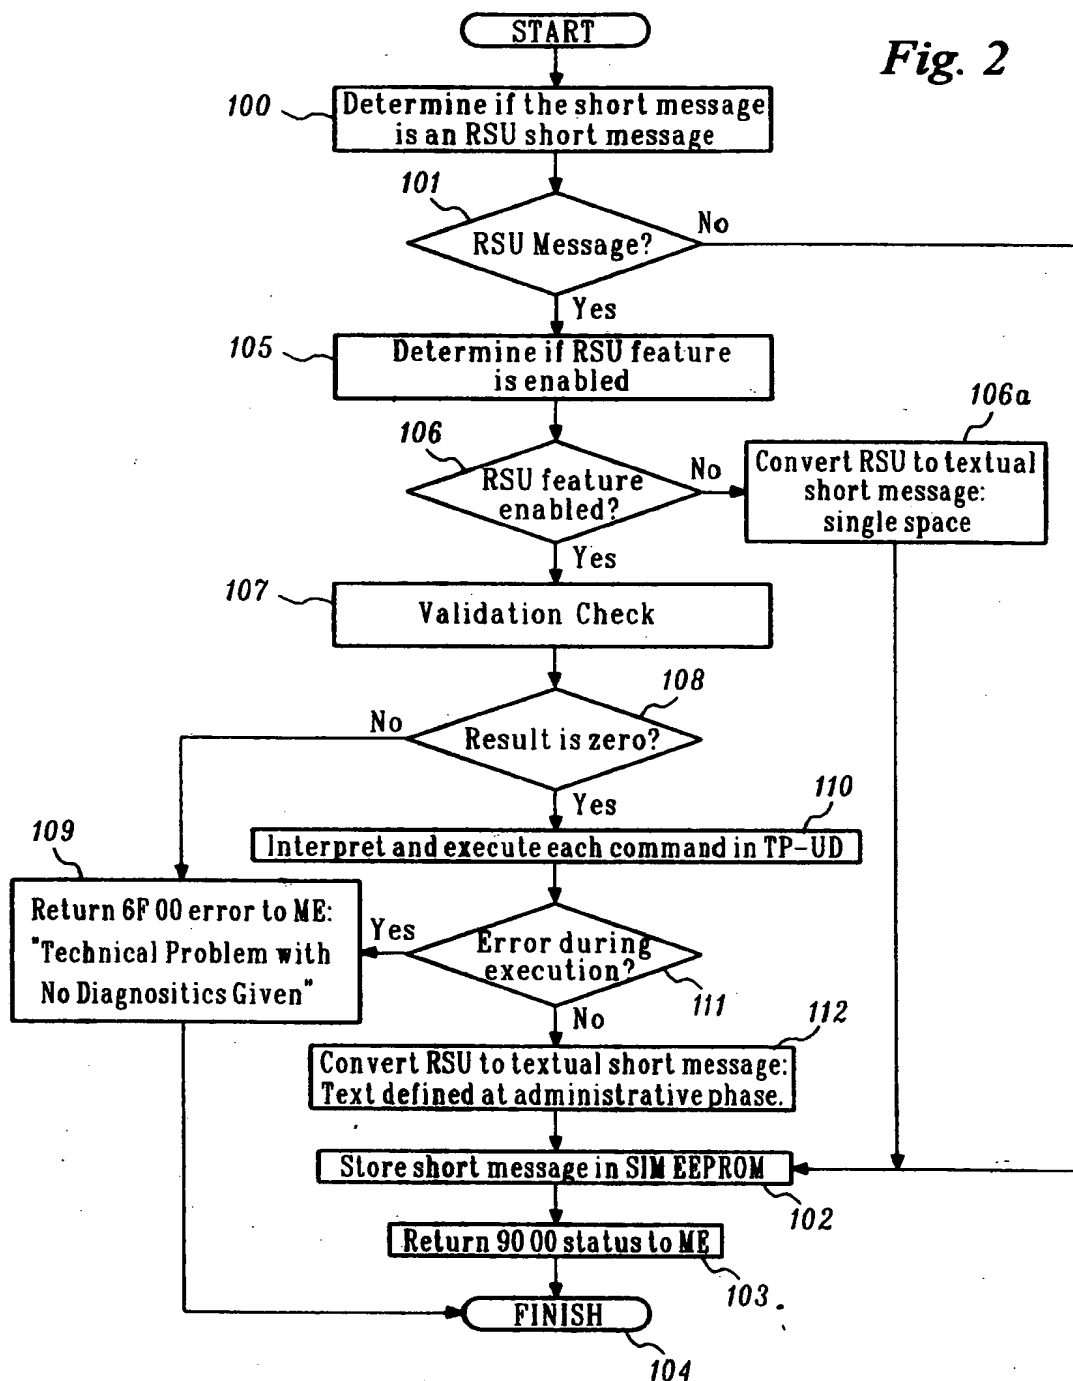 START
Fig. 2
100
Determine if the short message
is an RSU short message
101
RSU Message?
No
Yes
105
Determine if RSU feature
is enabled
106
RSU feature
enabled?
No
106a
Convert RSU to textual
short message:
single space
Yes
107
Validation Check
108
No
Result is zero?
Yes
110
Interpret and execute each command in TP-UD
109
Return 6F 00 error to ME:
"Technical Problem with
No Diagnositics Given"
Yes
Error during
execution?
111
No
112
Convert RSU to textual short message:
Text defined at administrative phase.
Store short message in SIM EEPROM
102
Return 90 00 status to ME
103
FINISH
104